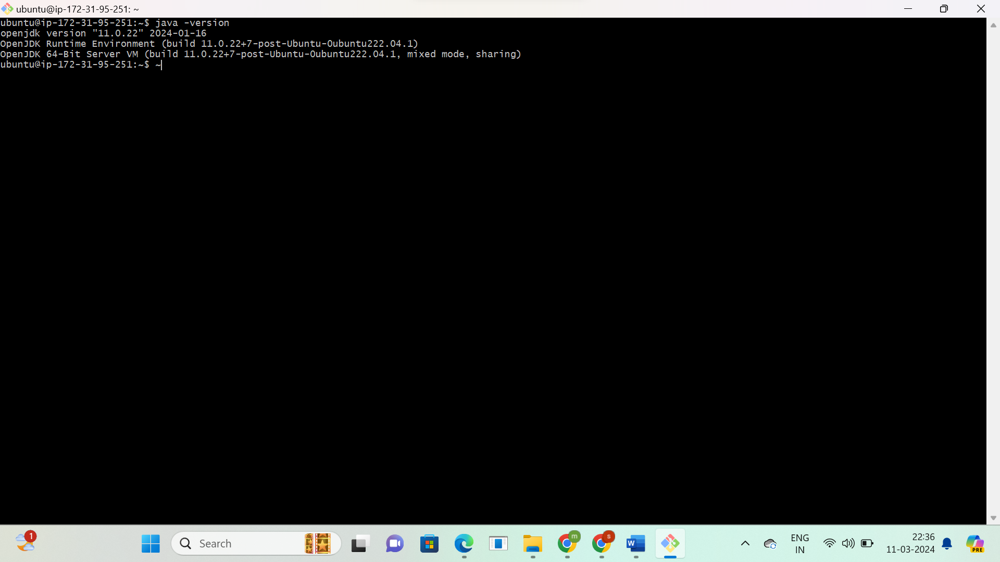 ubuntu@ip-172-31-95-251: ~
ubuntu@ip-172-31-95-251:~$ java -version
openjdk version "11.0.22" 2024-01-16
OpenJDK Runtime Environment (build 11.0.22+7-post-Ubuntu-0ubuntu222.04.1)
OpenJDK 64-Bit Server VM (build 11.0.22+7-post-Ubuntu-0ubuntu222.04.1, mixed mode, sharing)
ubuntu@ip-172-31-95-251:~$ ~
1
Search
m
s
W
ENG
IN
22:36
11-03-2024
PRE